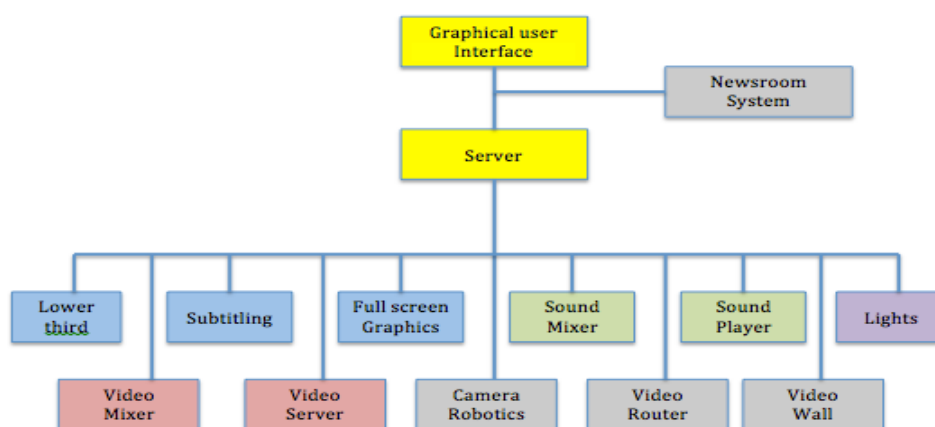 Graphical user
Interface
Newsroom
System
Server
Lower
third
Subtitling
Full screen
Graphics
Sound
Mixer
Sound
Player
Lights
Video
Mixer
Video
Server
Camera
Robotics
Video
Router
Video
Wall